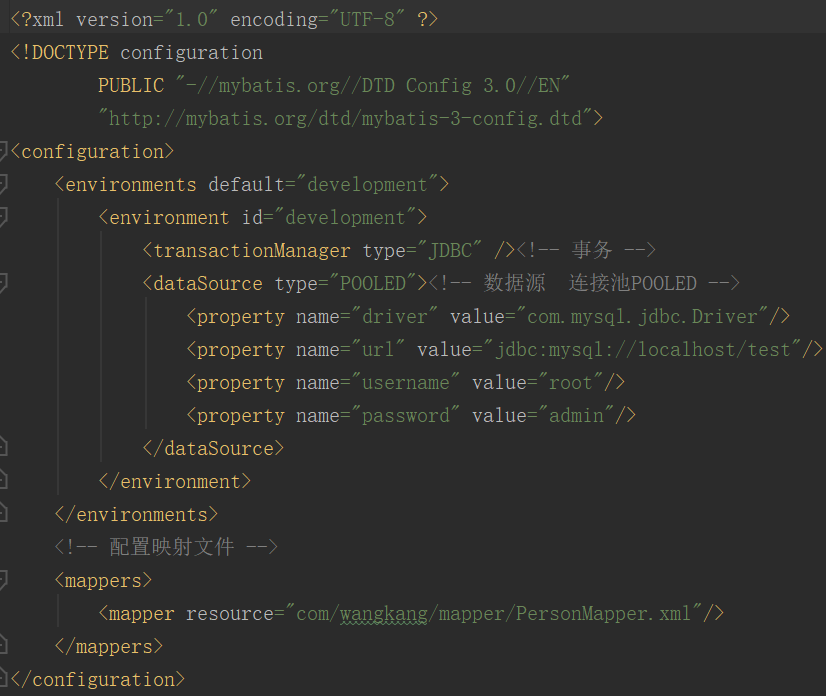 <?xml version="1.0" encoding="UTF-8" ?>
<!DOCTYPE configuration
        PUBLIC "-//mybatis.org//DTD Config 3.0//EN"
        "http://mybatis.org/dtd/mybatis-3-config.dtd">
<configuration>
    <environments default="development">
        <environment id="development">
            <transactionManager type="JDBC" /><!-- 事务 -->
            <dataSource type="POOLED"><!-- 数据源  连接池POOLED -->
                <property name="driver" value="com.mysql.jdbc.Driver"/>
                <property name="url" value="jdbc:mysql://localhost/test"/>
                <property name="username" value="root"/>
                <property name="password" value="admin"/>
            </dataSource>
        </environment>
    </environments>
    <!-- 配置映射文件 -->
    <mappers>
        <mapper resource="com/wangkang/mapper/PersonMapper.xml"/>
    </mappers>
</configuration>